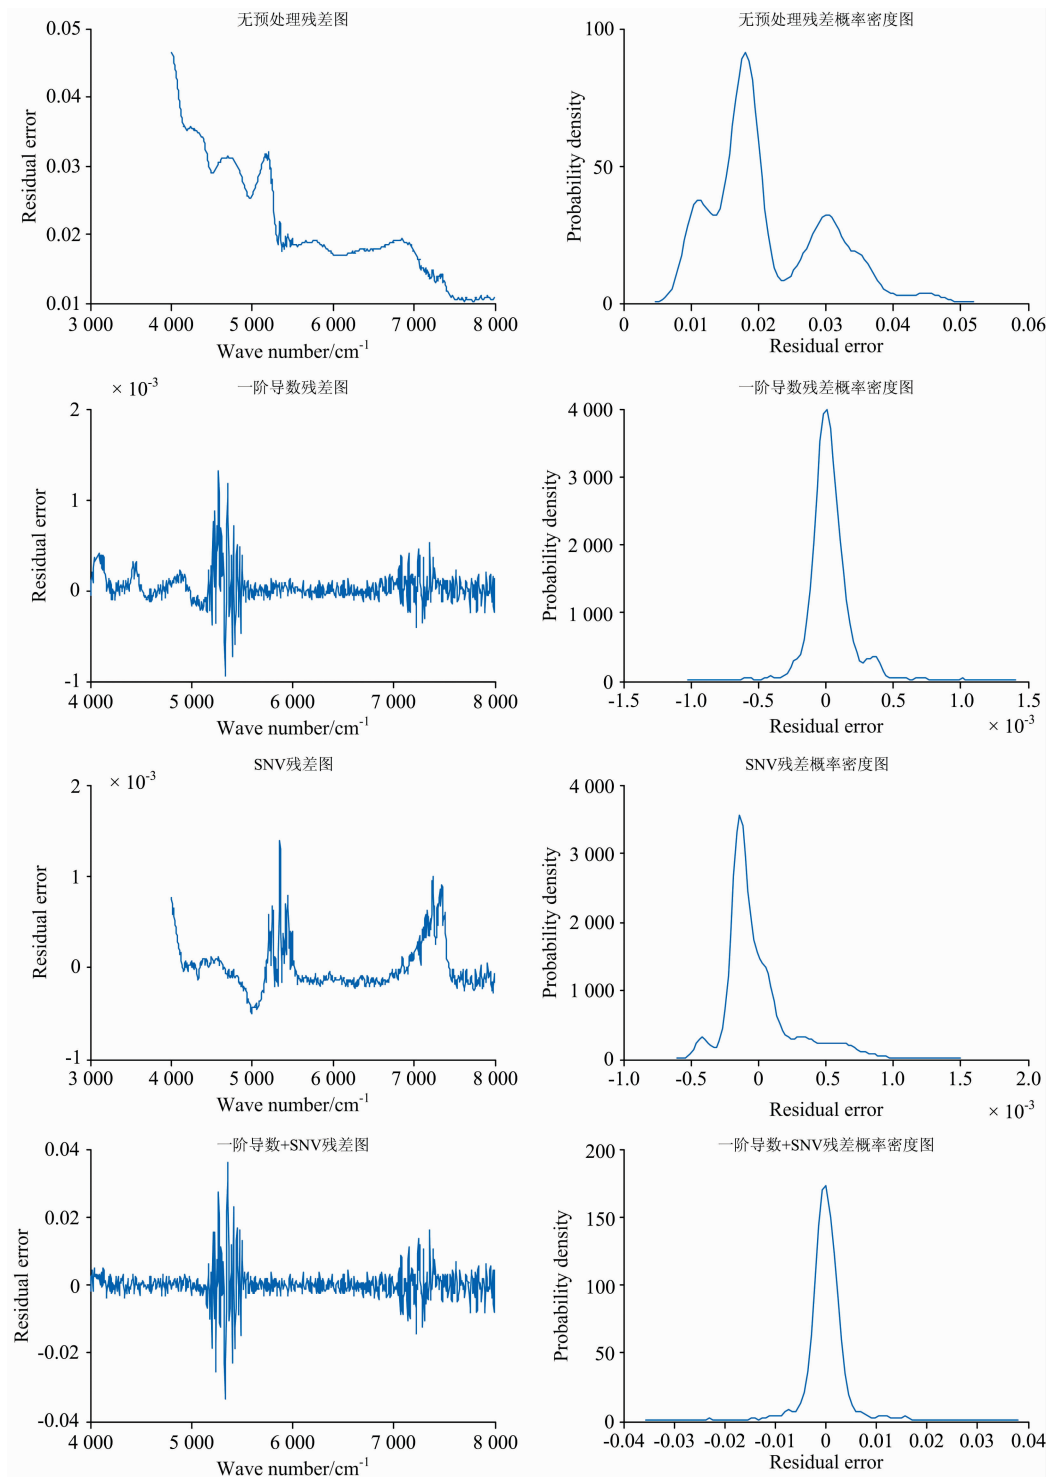 无预处理残差图
0.05
0.04
0.03
0.02
0.01
Residual error
3 000 4 000 5 000 6 000 7 000 8 000
Wave number/cm-1
无预处理残差概率密度图
100
50
0
Probability density
0 0.01 0.02 0.03 0.04 0.05 0.06
Residual error
× 10-3
一阶导数残差图
2
1
0
-1
Residual error
4 000 5 000 6 000 7 000 8 000
Wave number/cm-1
一阶导数残差概率密度图
4 000
3 000
2 000
1 000
0
Probability density
-1.5 -1.0 -0.5 0 0.5 1.0 1.5
Residual error
× 10-3
SNV残差图
× 10-3
2
1
0
-1
Residual error
3 000 4 000 5 000 6 000 7 000 8 000
Wave number/cm-1
SNV残差概率密度图
4 000
3 000
2 000
1 000
0
Probability density
-1.0 -0.5 0 0.5 1.0 1.5 2.0
Residual error
× 10-3
一阶导数+SNV残差图
0.04
0.02
0
-0.02
-0.04
Residual error
4 000 5 000 6 000 7 000 8 000
Wave number/cm-1
一阶导数+SNV残差概率密度图
200
150
100
50
0
Probability density
-0.04 -0.03 -0.02 -0.01 0 0.01 0.02 0.03 0.04
Residual error